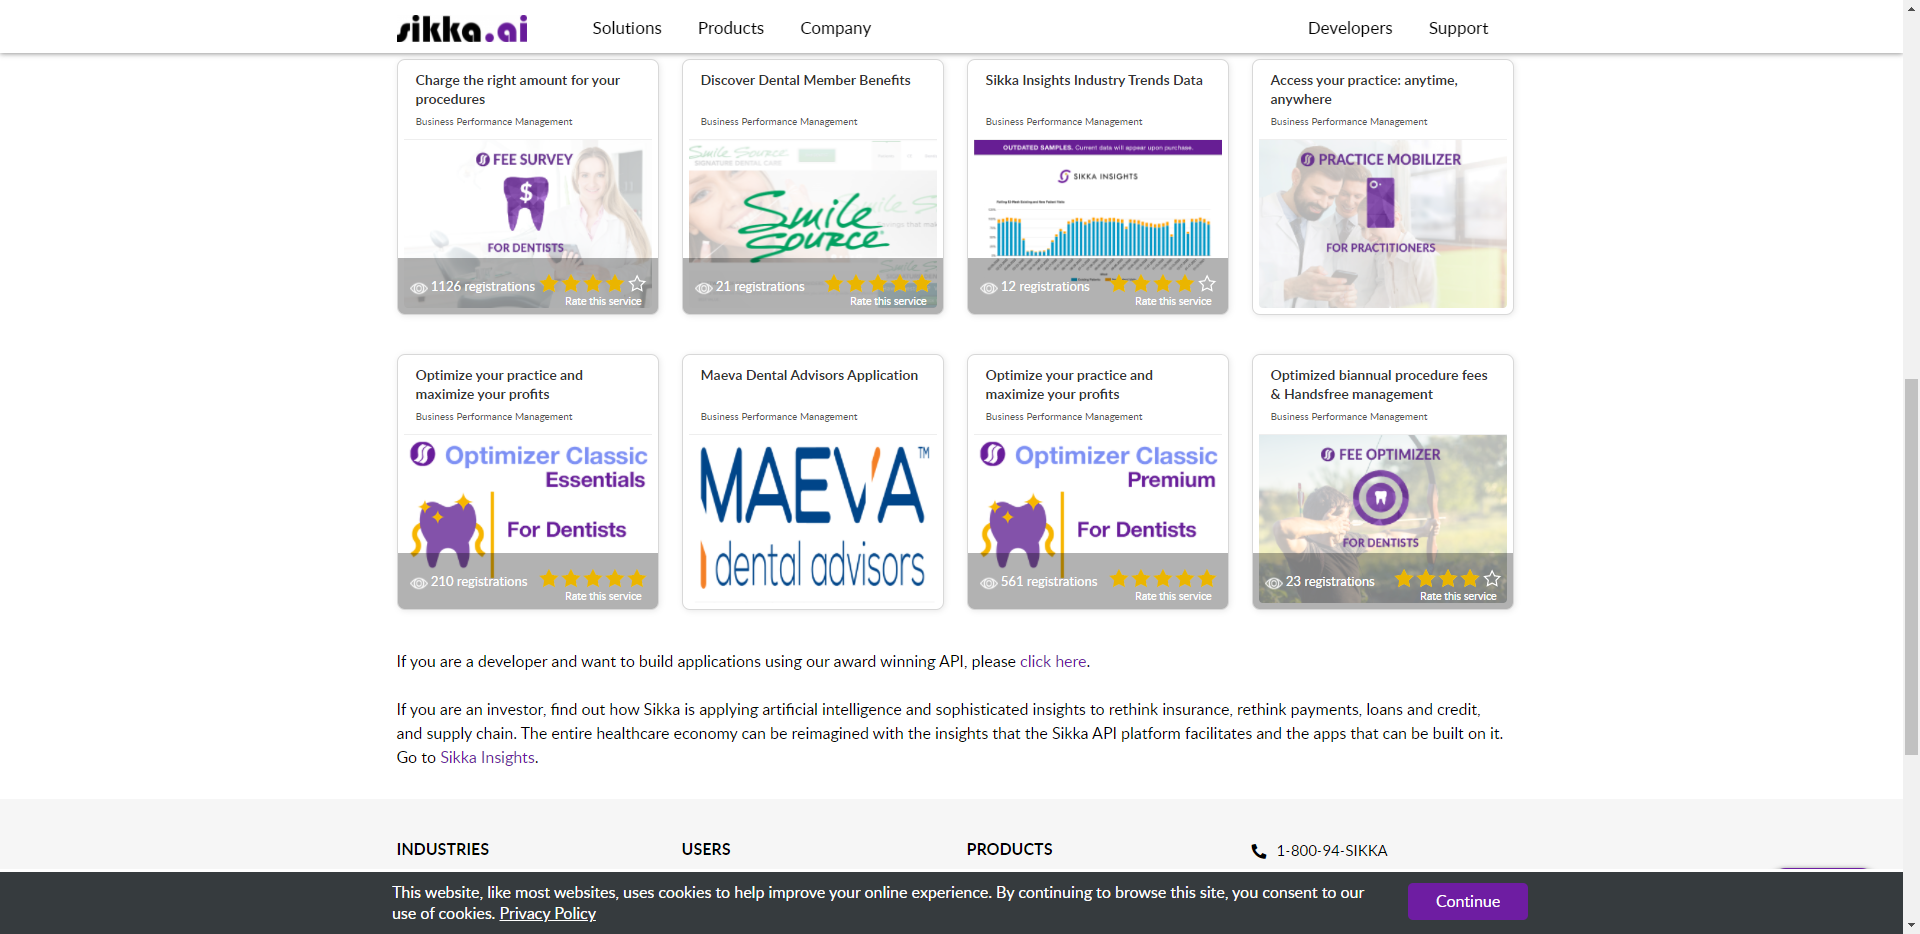 sikka.ai
Solutions
Products
Company
Developers
Support
Charge the right amount for your
procedures
Business Performance Management
FEE SURVEY
$
FOR DENTISTS
1126 registrations
Rate this service
Discover Dental Member Benefits
Business Performance Management
Smile Source
SIGNATURE DENTAL CARE
Smile
Source
21 registrations
Rate this service
Sikka Insights Industry Trends Data
Business Performance Management
OUTDATED SAMPLES. Current data will appear upon purchase.
SIKKA INSIGHTS
12 registrations
Rate this service
Access your practice: anytime,
anywhere
Business Performance Management
PRACTICE MOBILIZER
FOR PRACTITIONERS
Optimize your practice and
maximize your profits
Business Performance Management
Optimizer Classic
Essentials
For Dentists
210 registrations
Rate this service
Maeva Dental Advisors Application
Business Performance Management
MAEVA™
dental advisors
Optimize your practice and
maximize your profits
Business Performance Management
Optimizer Classic
Premium
For Dentists
561 registrations
Rate this service
Optimized biannual procedure fees
& Handsfree management
Business Performance Management
FEE OPTIMIZER
FOR DENTISTS
23 registrations
Rate this service
If you are a developer and want to build applications using our award winning API, please click here.
If you are an investor, find out how Sikka is applying artificial intelligence and sophisticated insights to rethink insurance, rethink payments, loans and credit,
and supply chain. The entire healthcare economy can be reimagined with the insights that the Sikka API platform facilitates and the apps that can be built on it.
Go to Sikka Insights.
INDUSTRIES
USERS
PRODUCTS
1-800-94-SIKKA
This website, like most websites, uses cookies to help improve your online experience. By continuing to browse this site, you consent to our
use of cookies. Privacy Policy
Continue